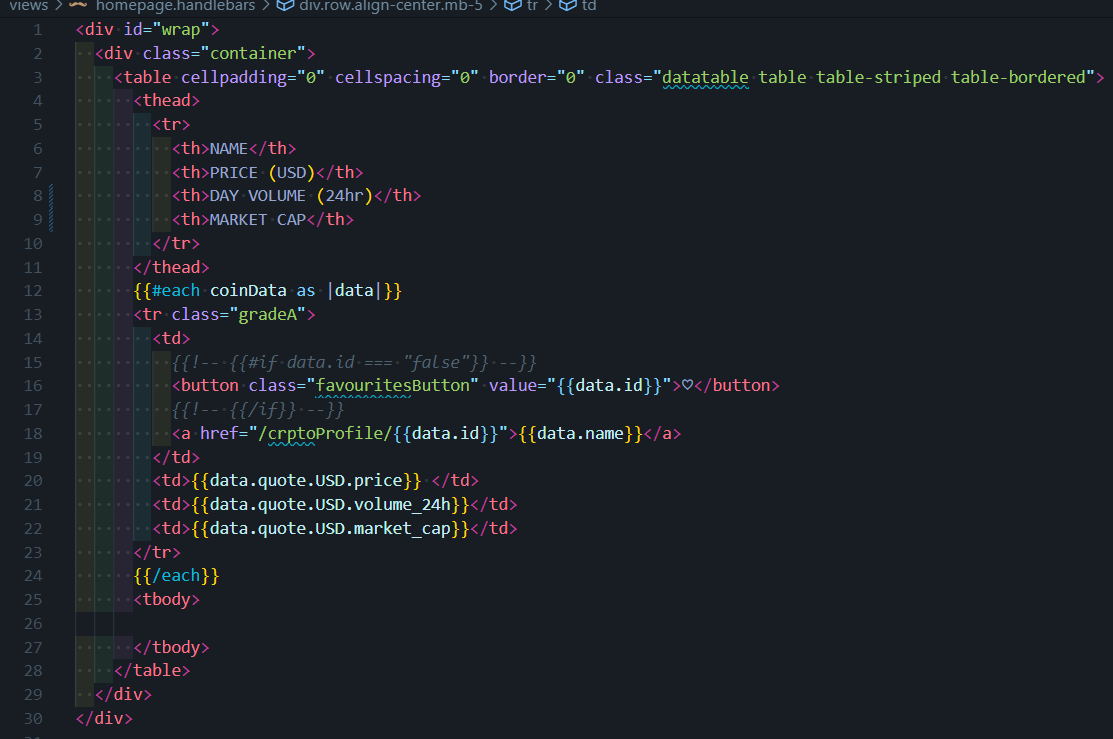 views > homepage.handlebars > div.row.align-center.mb-5 > tr > td
1 <div id="wrap">
2 <div class="container">
3 <table cellpadding="0" cellspacing="0" border="0" class="datatable table table-striped table-bordered">
4 <thead>
5 <tr>
6 <th>NAME</th>
7 <th>PRICE (USD)</th>
8 <th>DAY VOLUME (24hr)</th>
9 <th>MARKET CAP</th>
10 </tr>
11 </thead>
12 {{#each coinData as |data|}}
13 <tr class="gradeA">
14 <td>
15 {{!-- {{#if data.id === "false"}} --}}
16 <button class="favouritesButton" value="{{data.id}}">♡</button>
17 {{!-- {{/if}} --}}
18 <a href="/crptoProfile/{{data.id}}">{{data.name}}</a>
19 </td>
20 <td>{{data.quote.USD.price}} </td>
21 <td>{{data.quote.USD.volume_24h}}</td>
22 <td>{{data.quote.USD.market_cap}}</td>
23 </tr>
24 {{/each}}
25 <tbody>
26
27 </tbody>
28 </table>
29 </div>
30 </div>